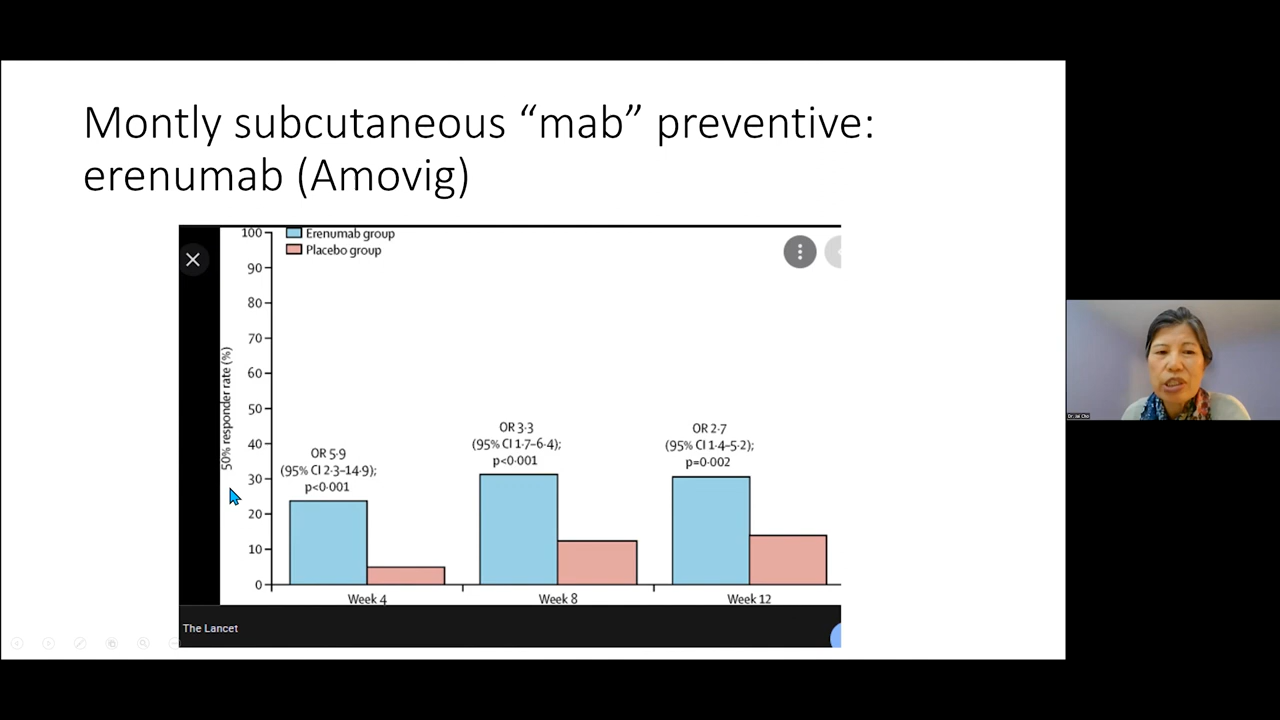 Montly subcutaneous “mab” preventive:
erenumab (Amovig)
100
Erenumab group
Placebo group
90
80
70
60
50
40
30
20
10
0
50% responder rate (%)
OR 5·9
(95% CI 2·3–14·9);
p<0·001
OR 3·3
(95% CI 1·7–6·4);
p<0·001
OR 2·7
(95% CI 1·4–5·2);
p=0·002
Week 4
Week 8
Week 12
The Lancet